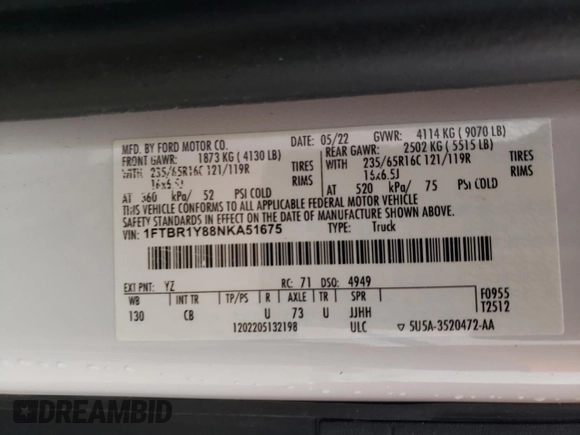 MFD. BY FORD MOTOR CO. DATE: 05/22 GVWR: 4114 KG ( 9070 LB)
FRONT GAWR: 1873 KG ( 4130 LB) REAR GAWR: 2502 KG ( 5515 LB)
WITH 235/65R16C 121/119R TIRES WITH 235/65R16C 121/119R TIRES
16x6.5J RIMS 16x6.5J RIMS
AT 360 kPa/ 52 PSI COLD AT 520 kPa/ 75 PSI COLD
THIS VEHICLE CONFORMS TO ALL APPLICABLE FEDERAL MOTOR VEHICLE
SAFETY STANDARDS IN EFFECT ON THE DATE OF MANUFACTURE SHOWN ABOVE.
VIN: 1FTBR1Y88NKA51675 TYPE: Truck
EXT PNT: YZ RC: 71 DSO: 4949
WB INT TR TP/PS R AXLE TR SPR F0955
130 CB U 73 U JJHH T2512
1202205132198 ULC ▽ 5U5A-3520472-AA
DREAMBID